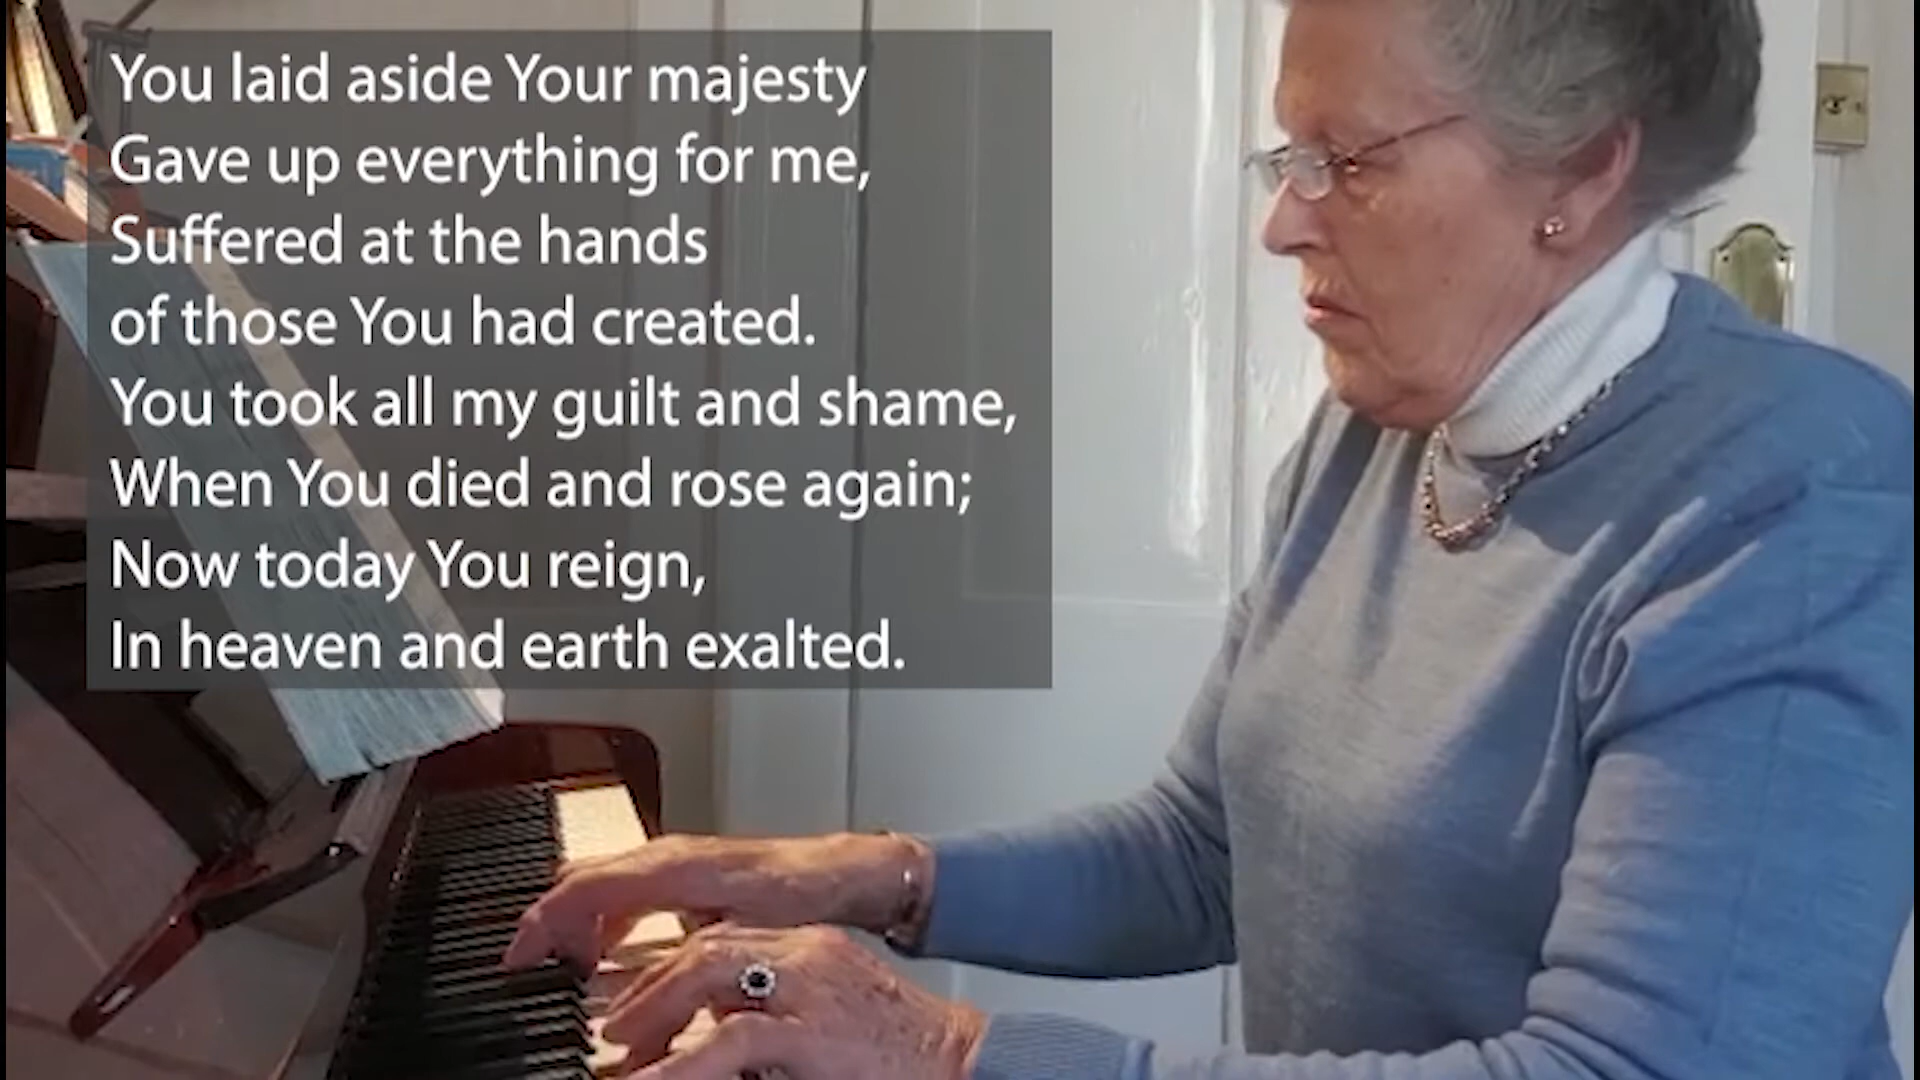 You laid aside Your majesty
Gave up everything for me,
Suffered at the hands
of those You had created.
You took all my guilt and shame,
When You died and rose again;
Now today You reign,
In heaven and earth exalted.